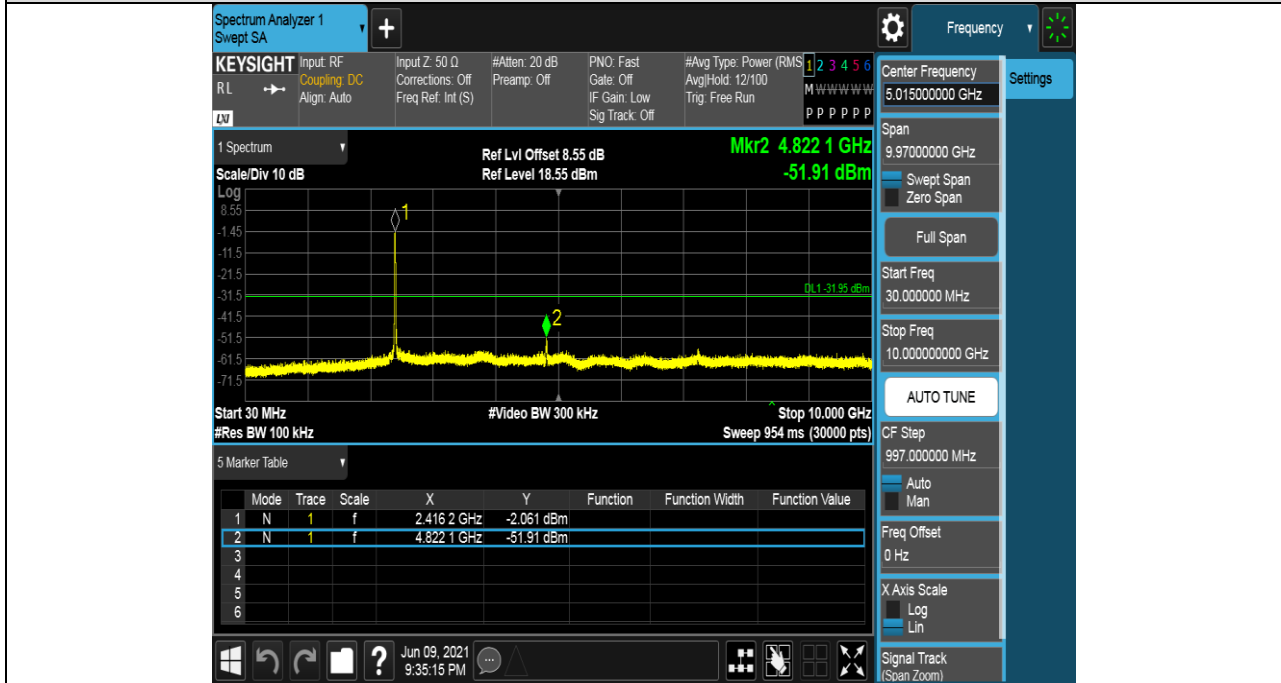 Spectrum Analyzer 1
Swept SA
+
Frequency
KEYSIGHT
RL
LXI
Input: RF
Coupling: DC
Align: Auto
Input Z: 50 Ω
Corrections: Off
Freq Ref: Int (S)
#Atten: 20 dB
Preamp: Off
PNO: Fast
Gate: Off
IF Gain: Low
Sig Track: Off
#Avg Type: Power (RMS
Avg|Hold: 12/100
Trig: Free Run
1 2 3 4 5 6
M W W W W W
P P P P P P
1 Spectrum
Scale/Div 10 dB
Ref Lvl Offset 8.55 dB
Ref Level 18.55 dBm
Mkr2 4.822 1 GHz
-51.91 dBm
Log
8.55
-1.45
-11.5
-21.5
-31.5
-41.5
-51.5
-61.5
-71.5
1
2
DL1 -31.95 dBm
Start 30 MHz
#Res BW 100 kHz
#Video BW 300 kHz
Stop 10.000 GHz
Sweep 954 ms (30000 pts)
5 Marker Table
Mode Trace Scale X Y Function Function Width Function Value
1 N 1 f 2.416 2 GHz -2.061 dBm
2 N 1 f 4.822 1 GHz -51.91 dBm
3
4
5
6
?
Jun 09, 2021
9:35:15 PM
Center Frequency
5.015000000 GHz
Span
9.97000000 GHz
Swept Span
Zero Span
Full Span
Start Freq
30.000000 MHz
Stop Freq
10.000000000 GHz
AUTO TUNE
CF Step
997.000000 MHz
Auto
Man
Freq Offset
0 Hz
X Axis Scale
Log
Lin
Signal Track
(Span Zoom)
Settings